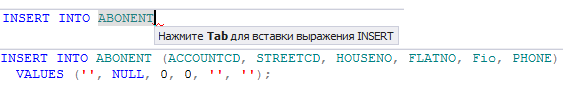 INSERT INTO ABONENT
Нажмите Tab для вставки выражения INSERT
INSERT INTO ABONENT (ACCOUNTCD, STREETCD, HOUSENO, FLATNO, Fio, PHONE)
VALUES ('', NULL, 0, 0, '', '');